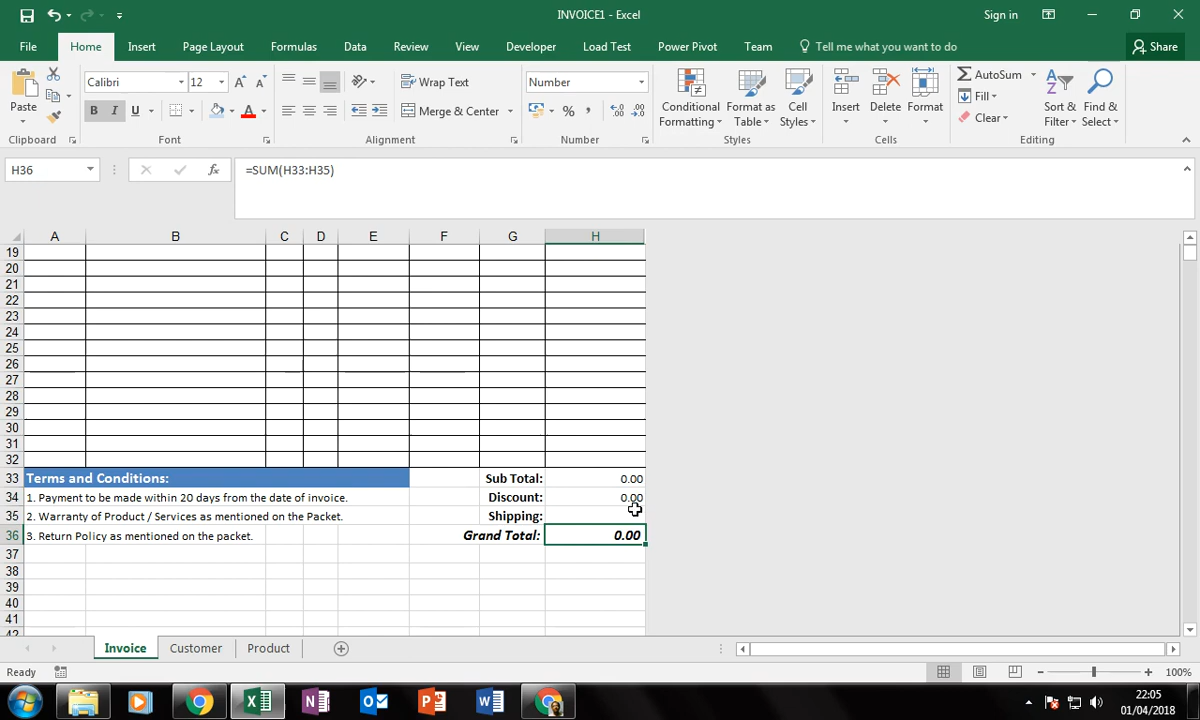 INVOICE1 - Excel
Sign in
File Home Insert Page Layout Formulas Data Review View Developer Load Test Power Pivot Team Tell me what you want to do Share
Paste
Calibri 12
B I U
Wrap Text
Merge & Center
Number
%
Conditional Formatting
Format as Table
Cell Styles
Insert
Delete
Format
AutoSum
Fill
Clear
Sort & Filter
Find & Select
Clipboard Font Alignment Number Styles Cells Editing
H36 fx =SUM(H33:H35)
A B C D E F G H
19
20
21
22
23
24
25
26
27
28
29
30
31
32
33 Terms and Conditions: Sub Total: 0.00
34 1. Payment to be made within 20 days from the date of invoice. Discount: 0.00
35 2. Warranty of Product / Services as mentioned on the Packet. Shipping:
36 3. Return Policy as mentioned on the packet. Grand Total: 0.00
37
38
39
40
41
42
Invoice Customer Product
Ready 100%
22:05
01/04/2018